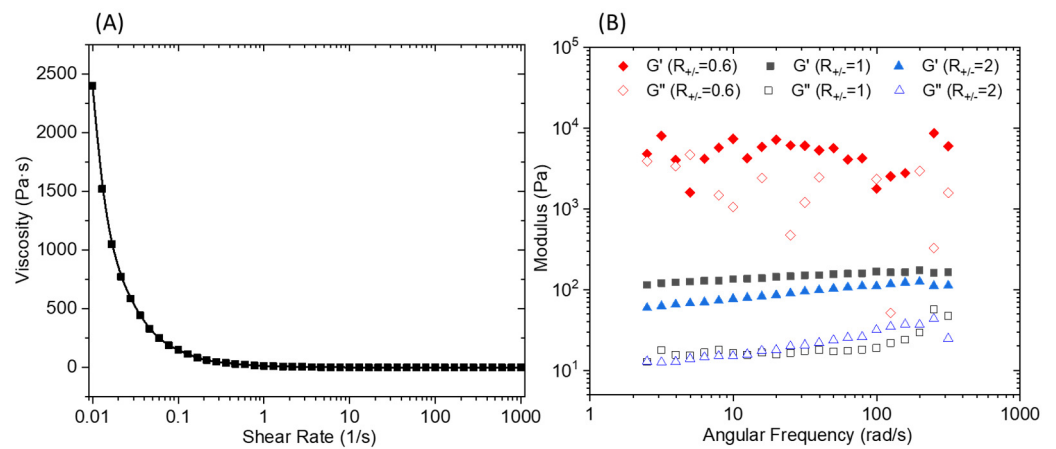 (A)
2500
2000
1500
1000
500
0
Viscosity (Pa·s)
0.01 0.1 1 10 100 1000
Shear Rate (1/s)
(B)
G' (R+/-=0.6) G' (R+/-=1) G' (R+/-=2)
G" (R+/-=0.6) G" (R+/-=1) G" (R+/-=2)
10⁵
10⁴
10³
10²
10¹
Modulus (Pa)
1 10 100 1000
Angular Frequency (rad/s)